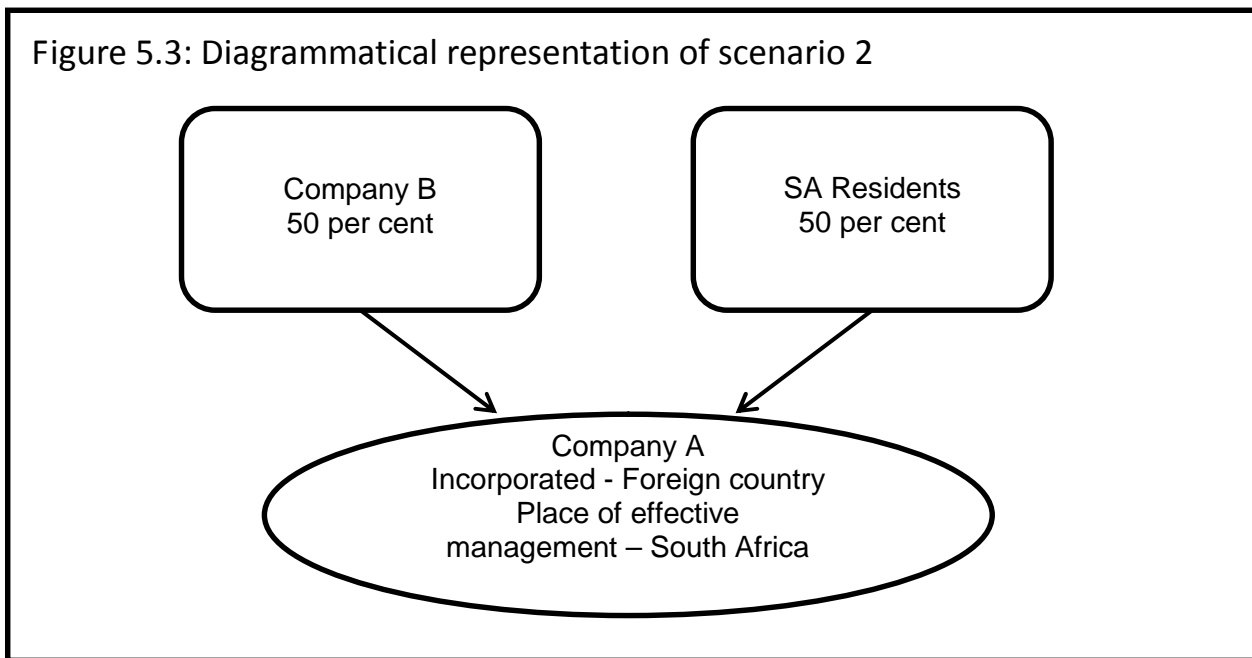 Figure 5.3: Diagrammatical representation of scenario 2
Company B
50 per cent
SA Residents
50 per cent
Company A
Incorporated - Foreign country
Place of effective
management – South Africa